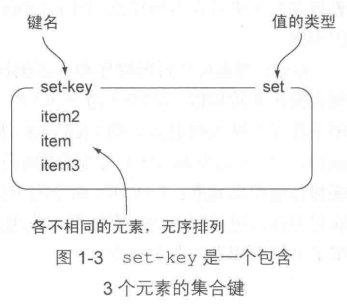 键名
值的类型
set-key
set
item2
item
item3
各不相同的元素，无序排列
图 1-3 set-key 是一个包含
3 个元素的集合键